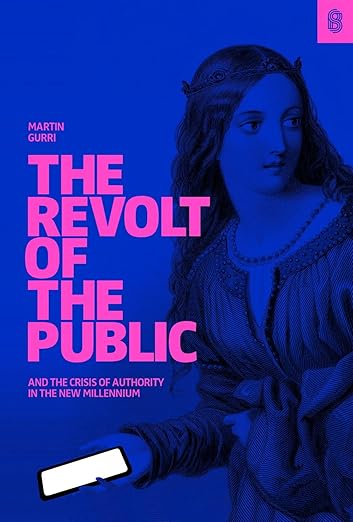 MARTIN
GURRI
THE
REVOLT
OF
THE
PUBLIC
AND THE CRISIS OF AUTHORITY
IN THE NEW MILLENNIUM